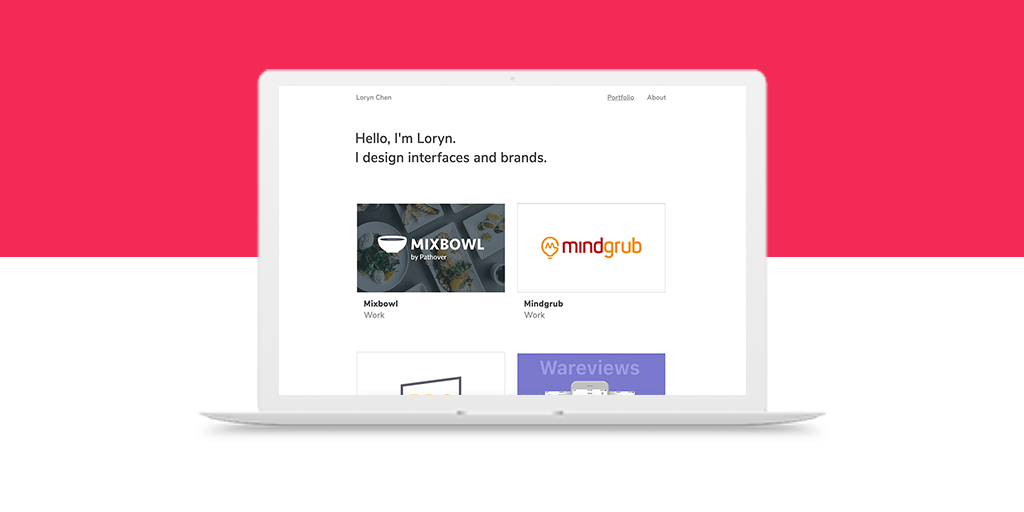 Loryn Chen
Portfolio
About
Hello, I'm Loryn.
I design interfaces and brands.
MIXBOWL
by Pathover
mindgrub
Mixbowl
Work
Mindgrub
Work
Wareviews